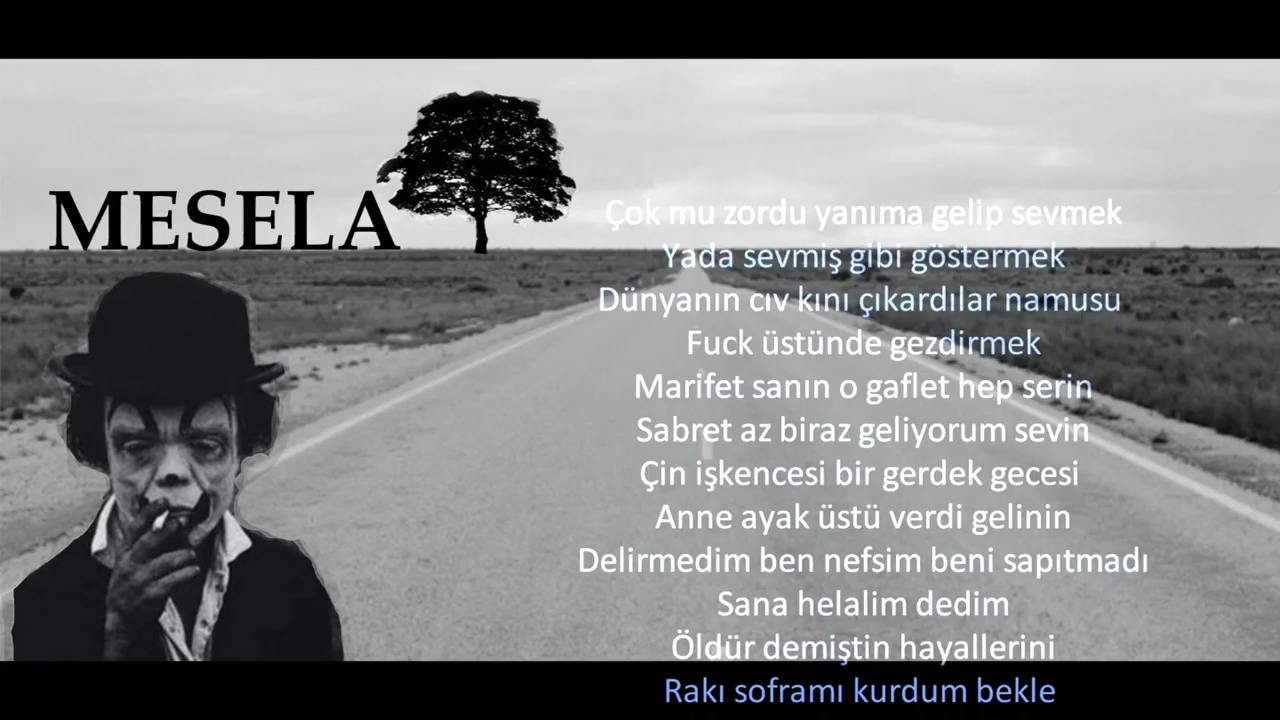 MESELA
Çok mu zordu yanıma gelip sevmek
Yada sevmiş gibi göstermek
Dünyanın cıv kını çıkardılar namusu
Fuck üstünde gezdirmek
Marifet sanın o gaflet hep serin
Sabret az biraz geliyorum sevin
Çin işkencesi bir gerdek gecesi
Anne ayak üstü verdi gelinin
Delirmedim ben nefsim beni sapıtmadı
Sana helalim dedim
Öldür demiştin hayallerini
Rakı soframı kurdum bekle